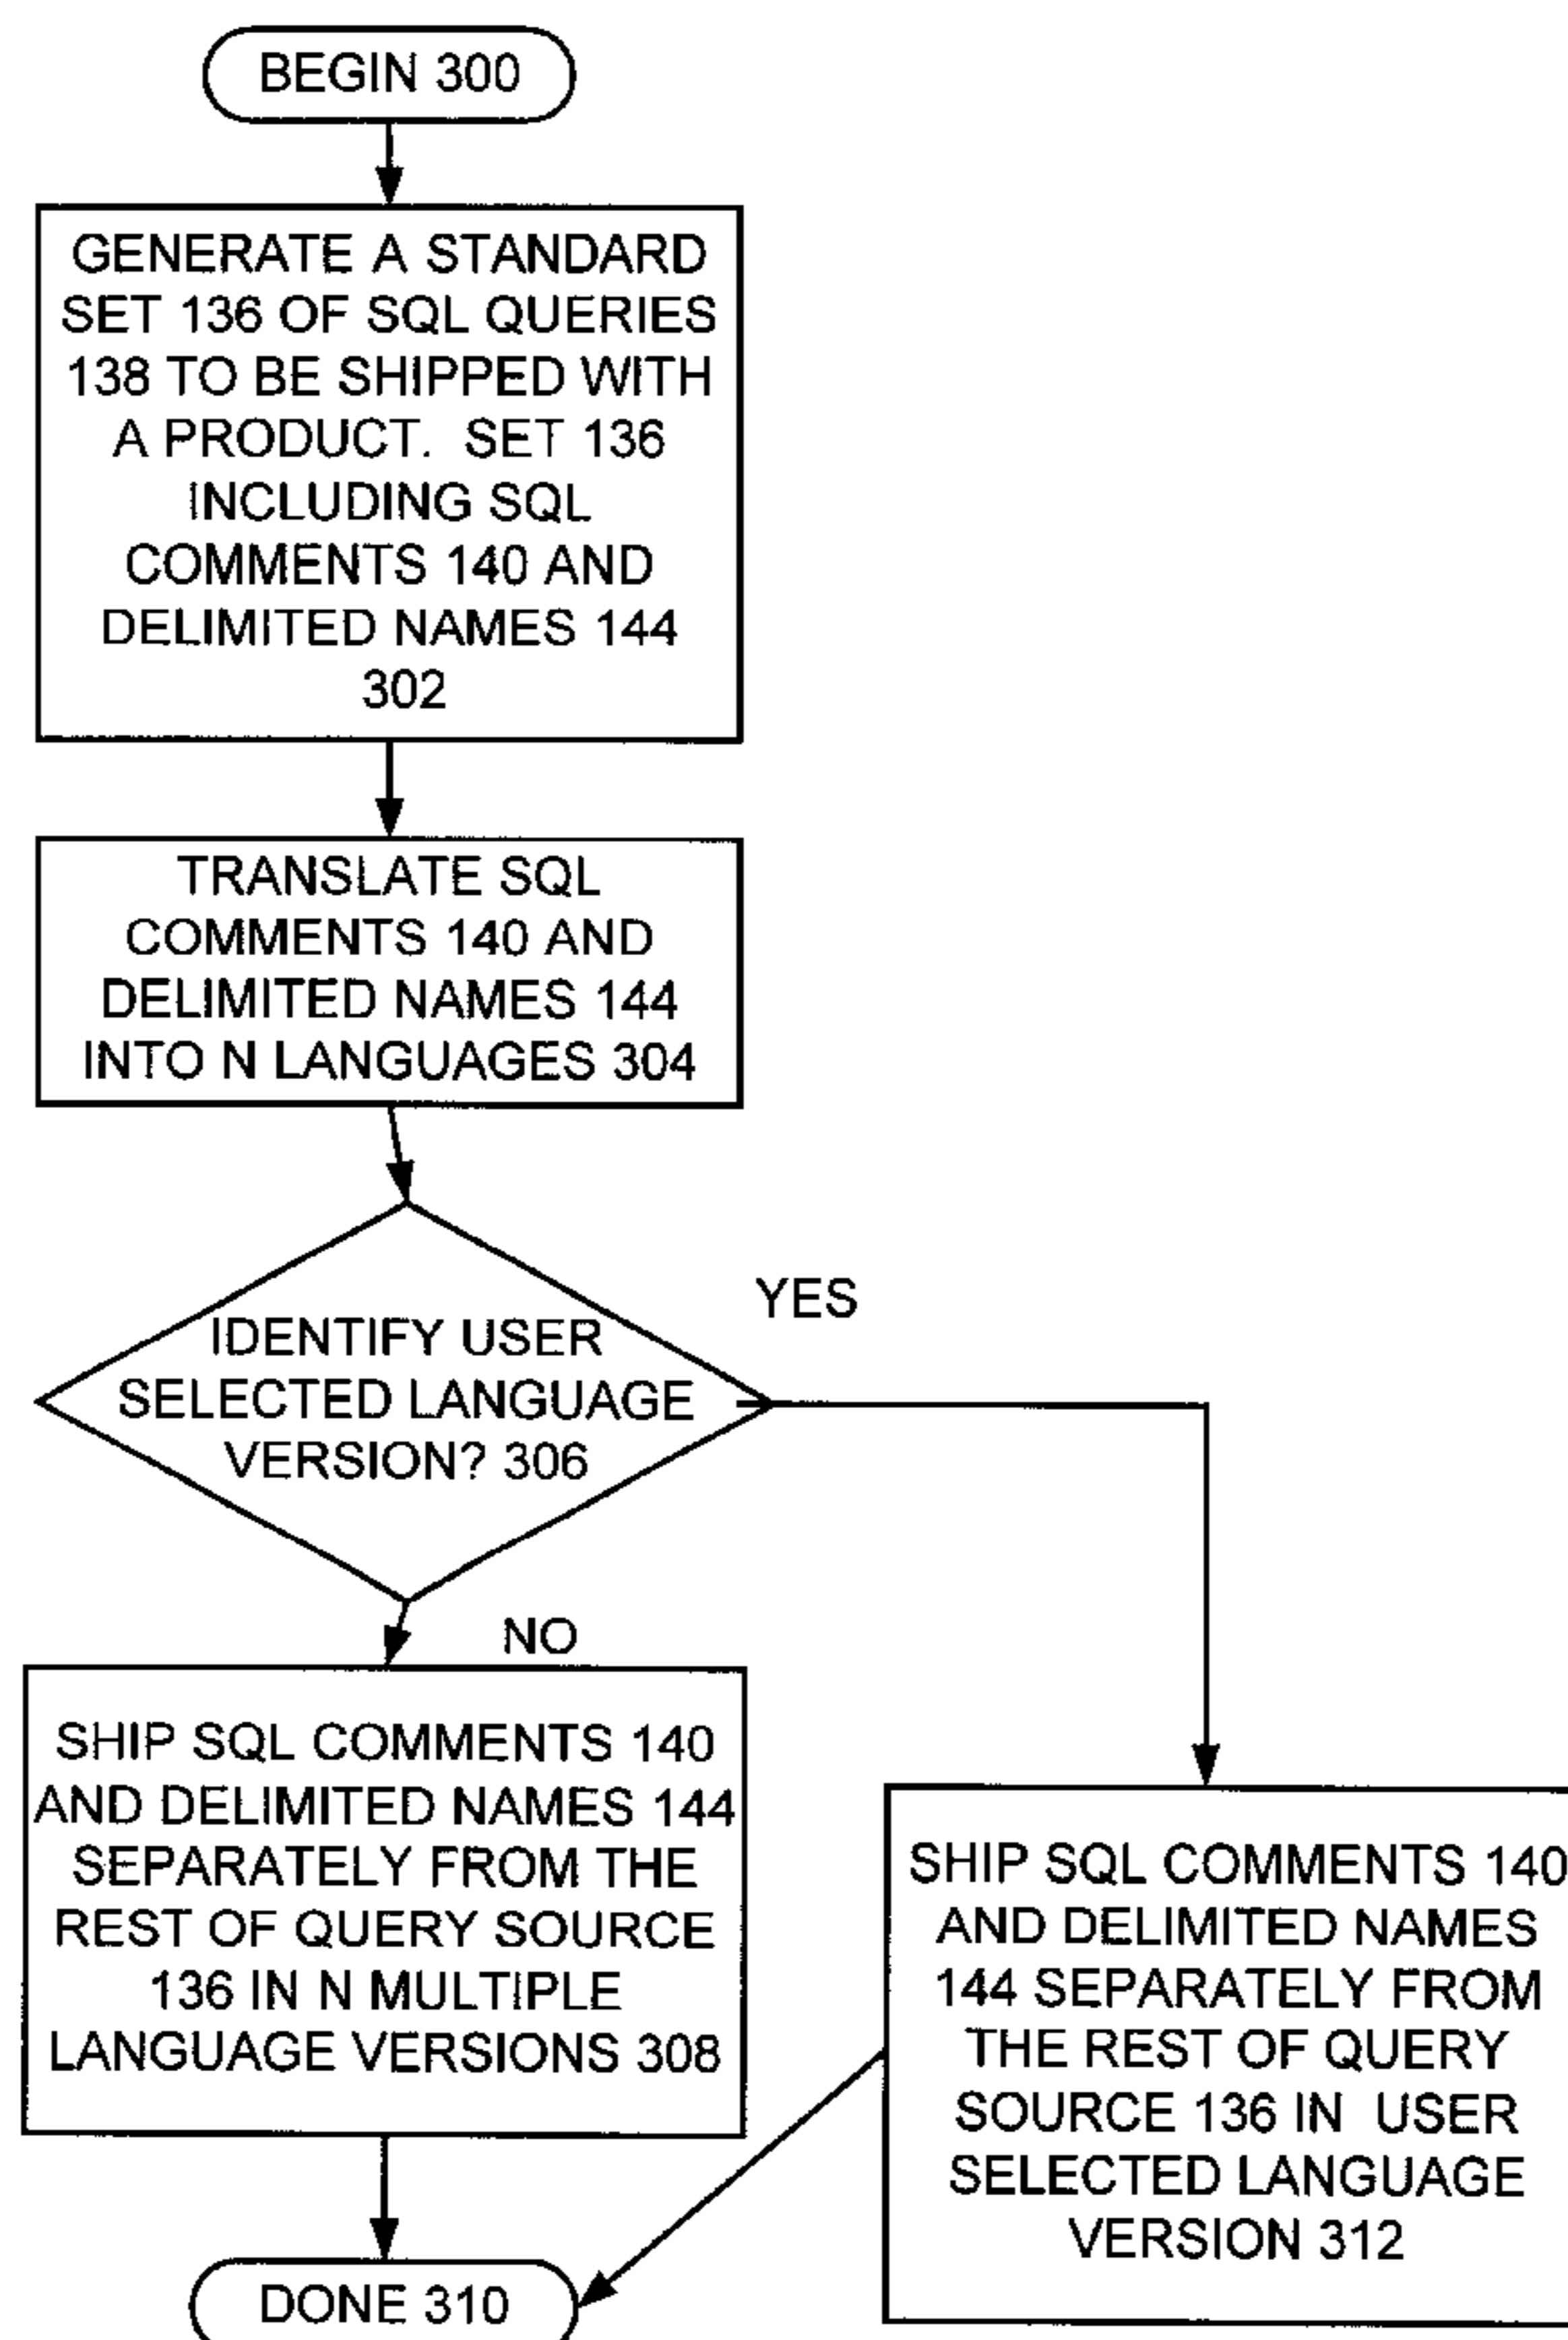 BEGIN 300
GENERATE A STANDARD
SET 136 OF SQL QUERIES
138 TO BE SHIPPED WITH
A PRODUCT. SET 136
INCLUDING SQL
COMMENTS 140 AND
DELIMITED NAMES 144
302
TRANSLATE SQL
COMMENTS 140 AND
DELIMITED NAMES 144
INTO N LANGUAGES 304
IDENTIFY USER
SELECTED LANGUAGE
VERSION? 306
YES
NO
SHIP SQL COMMENTS 140
AND DELIMITED NAMES 144
SEPARATELY FROM THE
REST OF QUERY SOURCE
136 IN N MULTIPLE
LANGUAGE VERSIONS 308
SHIP SQL COMMENTS 140
AND DELIMITED NAMES
144 SEPARATELY FROM
THE REST OF QUERY
SOURCE 136 IN USER
SELECTED LANGUAGE
VERSION 312
DONE 310